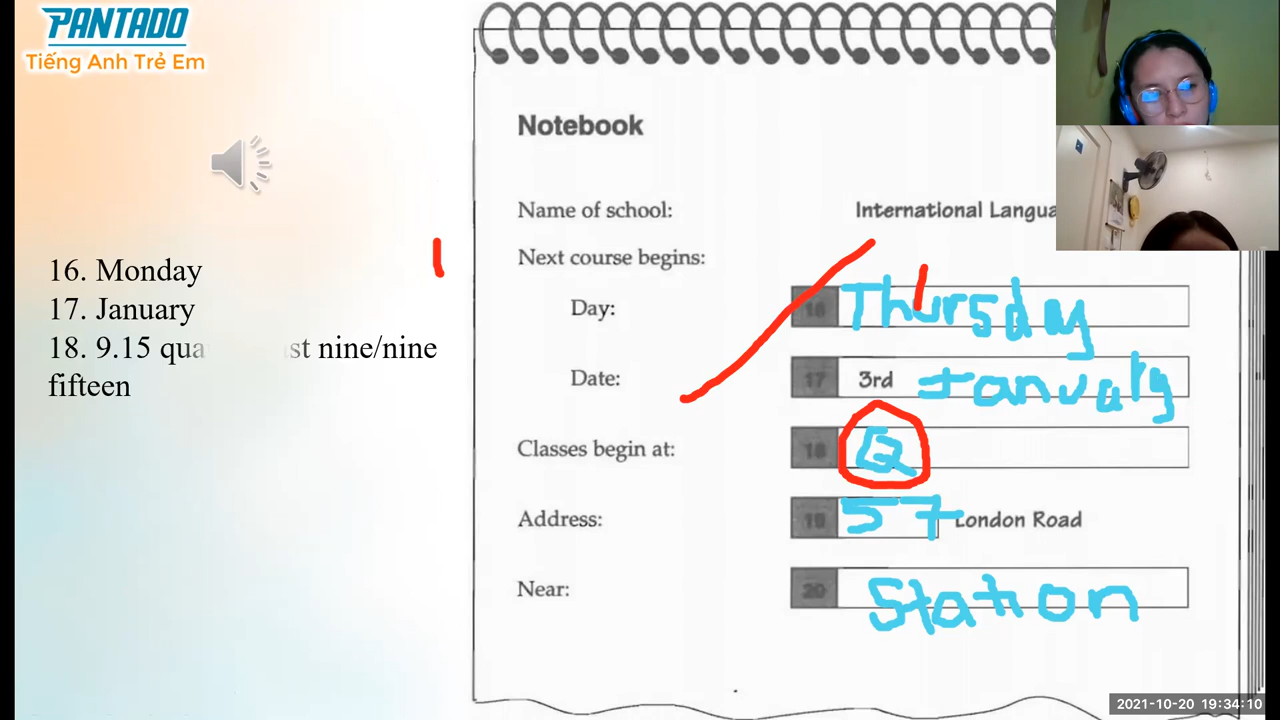 PANTADO
Tiếng Anh Trẻ Em
16. Monday
17. January
18. 9.15 qua st nine/nine
fifteen
Notebook
Name of school: International Langua
Next course begins:
Day: 16 Thursday
Date: 17 3rd January
Classes begin at: 18 Q
Address: 19 57 London Road
Near: 20 Station
2021-10-20 19:34:10